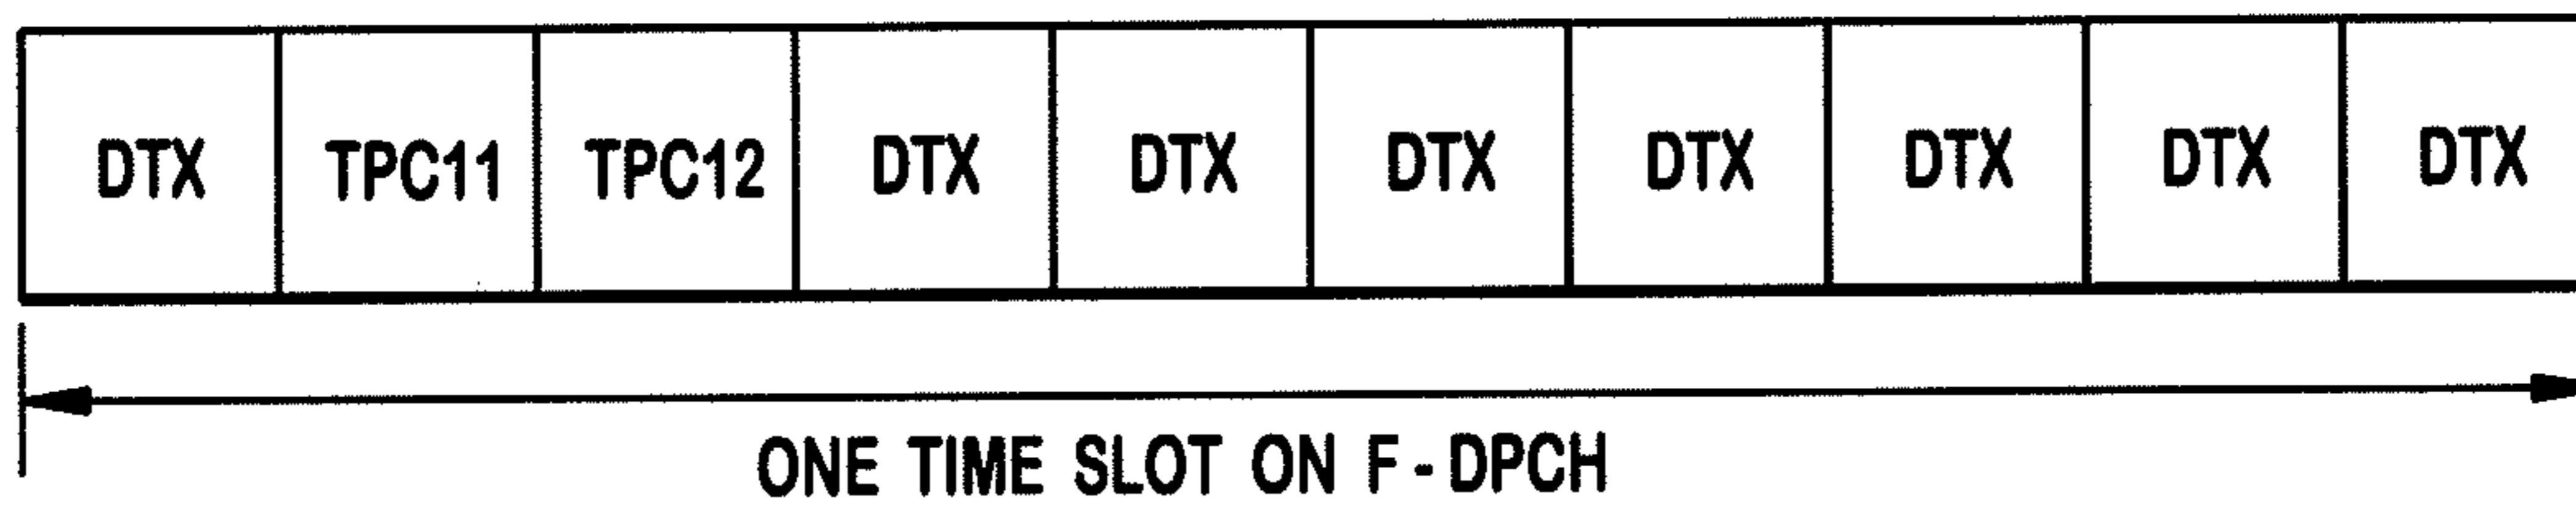 DTX TPC11 TPC12 DTX DTX DTX DTX DTX DTX DTX
ONE TIME SLOT ON F-DPCH